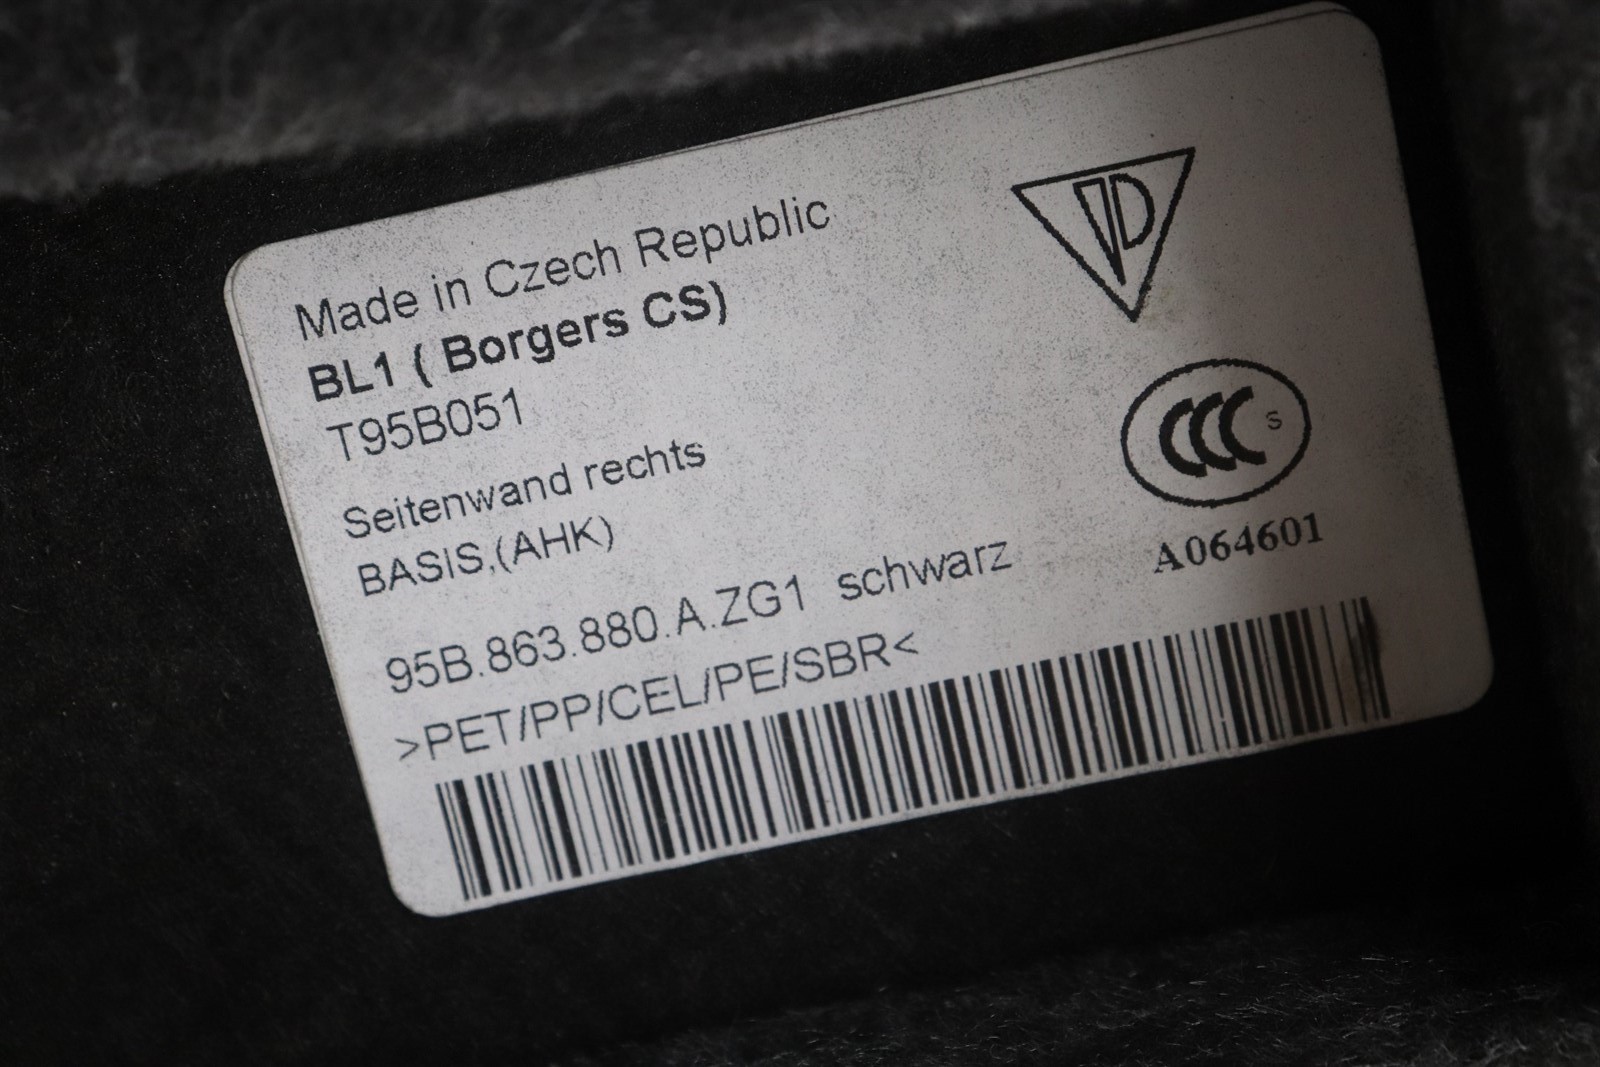 Made in Czech Republic
BL1 ( Borgers CS)
T95B051
Seitenwand rechts
BASIS,(AHK)
95B.863.880.A.ZG1 schwarz
>PET/PP/CEL/PE/SBR<
CCC S
A064601